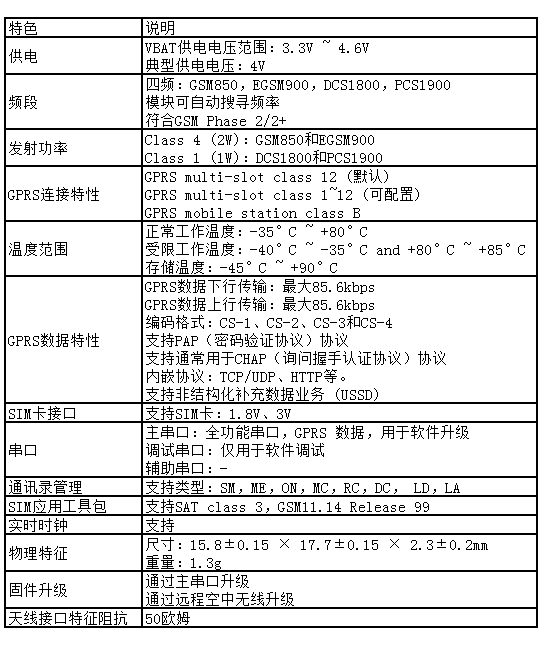 特色 说明
供电 VBAT供电电压范围：3.3V ~ 4.6V
典型供电电压：4V
频段 四频：GSM850，EGSM900，DCS1800，PCS1900
模块可自动搜寻频率
符合GSM Phase 2/2+
发射功率 Class 4 (2W)：GSM850和EGSM900
Class 1 (1W)：DCS1800和PCS1900
GPRS连接特性 GPRS multi-slot class 12（默认）
GPRS multi-slot class 1~12（可配置）
GPRS mobile station class B
温度范围 正常工作温度：-35°C ~ +80°C
受限工作温度：-40°C ~ -35°C and +80°C ~ +85°C
存储温度：-45°C ~ +90°C
GPRS数据特性 GPRS数据下行传输：最大85.6kbps
GPRS数据上行传输：最大85.6kbps
编码格式：CS-1、CS-2、CS-3和CS-4
支持PAP（密码验证协议）协议
支持通常用于CHAP（询问握手认证协议）协议
内嵌协议：TCP/UDP、HTTP等。
支持非结构化补充数据业务 (USSD)
SIM卡接口 支持SIM卡：1.8V、3V
串口 主串口：全功能串口，GPRS 数据，用于软件升级
调试串口：仅用于软件调试
辅助串口：-
通讯录管理 支持类型：SM，ME，ON，MC，RC，DC， LD，LA
SIM应用工具包 支持SAT class 3，GSM11.14 Release 99
实时时钟 支持
物理特征 尺寸：15.8±0.15 × 17.7±0.15 × 2.3±0.2mm
重量：1.3g
固件升级 通过主串口升级
通过远程空中无线升级
天线接口特征阻抗 50欧姆